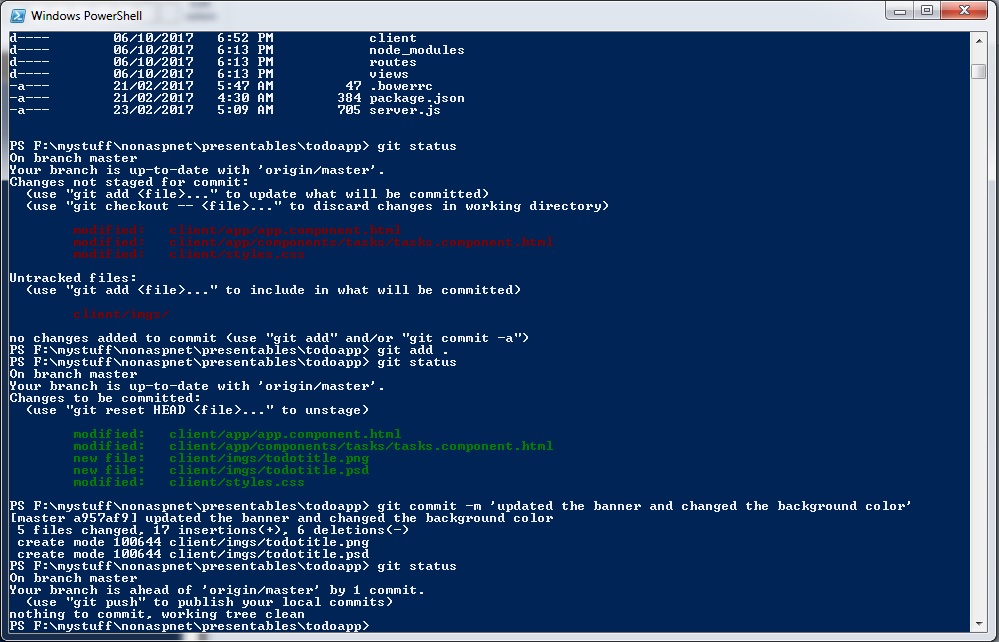 Windows PowerShell
d---- 06/10/2017 6:52 PM client
d---- 06/10/2017 6:13 PM node_modules
d---- 06/10/2017 6:13 PM routes
d---- 06/10/2017 6:13 PM views
-a--- 21/02/2017 5:47 AM 47 .bowerrc
-a--- 21/02/2017 4:30 AM 384 package.json
-a--- 23/02/2017 5:09 AM 705 server.js
PS F:\mystuff\nonaspnet\presentables\todoapp> git status
On branch master
Your branch is up-to-date with 'origin/master'.
Changes not staged for commit:
(use "git add <file>..." to update what will be committed)
(use "git checkout -- <file>..." to discard changes in working directory)
modified: client/app/app.component.html
modified: client/app/components/tasks/tasks.component.html
modified: client/styles.css
Untracked files:
(use "git add <file>..." to include in what will be committed)
client/imgs/
no changes added to commit (use "git add" and/or "git commit -a")
PS F:\mystuff\nonaspnet\presentables\todoapp> git add .
PS F:\mystuff\nonaspnet\presentables\todoapp> git status
On branch master
Your branch is up-to-date with 'origin/master'.
Changes to be committed:
(use "git reset HEAD <file>..." to unstage)
modified: client/app/app.component.html
modified: client/app/components/tasks/tasks.component.html
new file: client/imgs/todotitle.png
new file: client/imgs/todotitle.psd
modified: client/styles.css
PS F:\mystuff\nonaspnet\presentables\todoapp> git commit -m 'updated the banner and changed the background color'
[master a957af9] updated the banner and changed the background color
5 files changed, 17 insertions(+), 6 deletions(-)
create mode 100644 client/imgs/todotitle.png
create mode 100644 client/imgs/todotitle.psd
PS F:\mystuff\nonaspnet\presentables\todoapp> git status
On branch master
Your branch is ahead of 'origin/master' by 1 commit.
(use "git push" to publish your local commits)
nothing to commit, working tree clean
PS F:\mystuff\nonaspnet\presentables\todoapp>